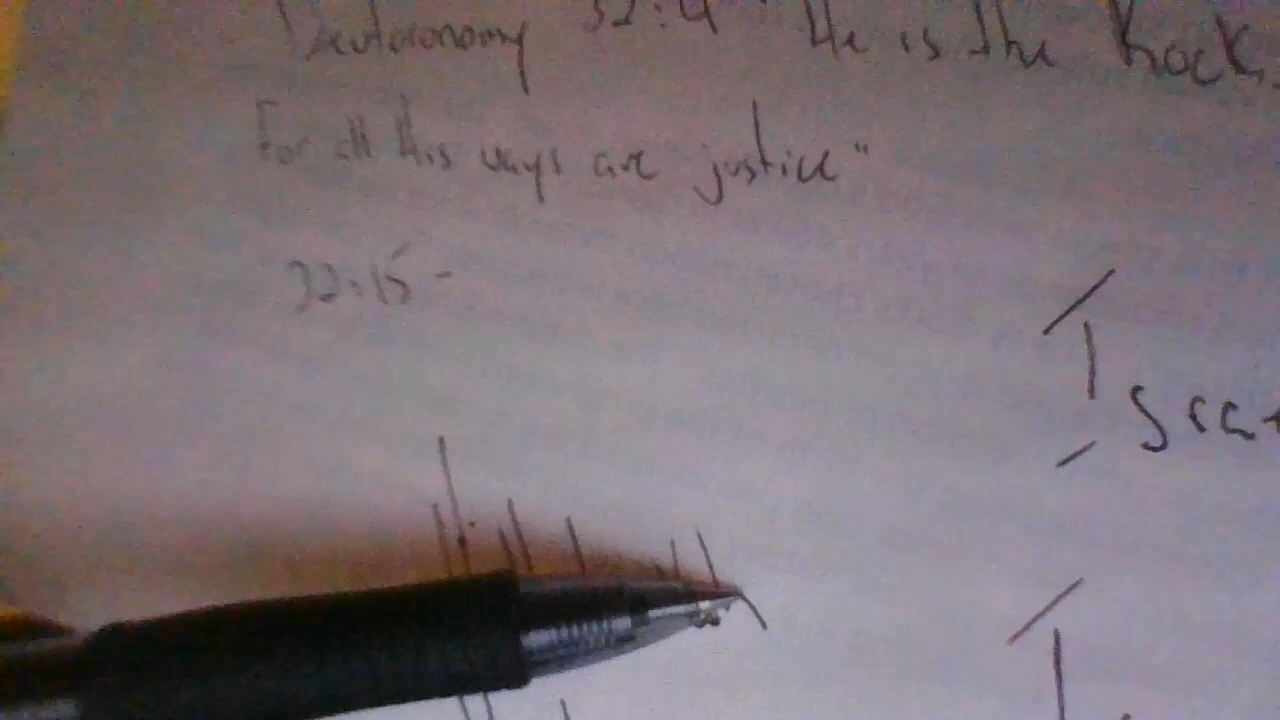 Deuteronomy 32:4 He is the Rock.
For all His ways are justice"
32:15 -